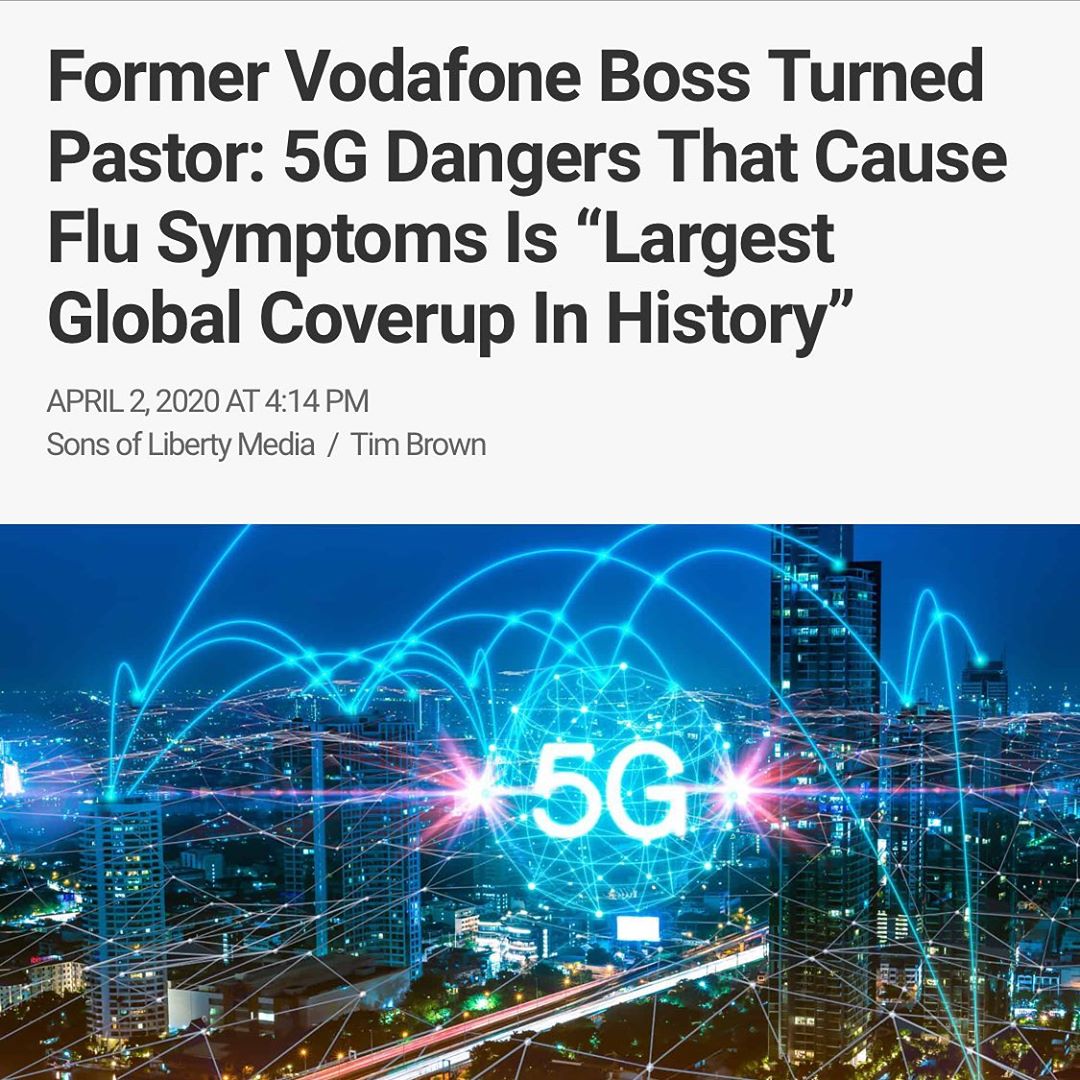 Former Vodafone Boss Turned
Pastor: 5G Dangers That Cause
Flu Symptoms Is “Largest
Global Coverup In History”
APRIL 2, 2020 AT 4:14 PM
Sons of Liberty Media / Tim Brown
5G